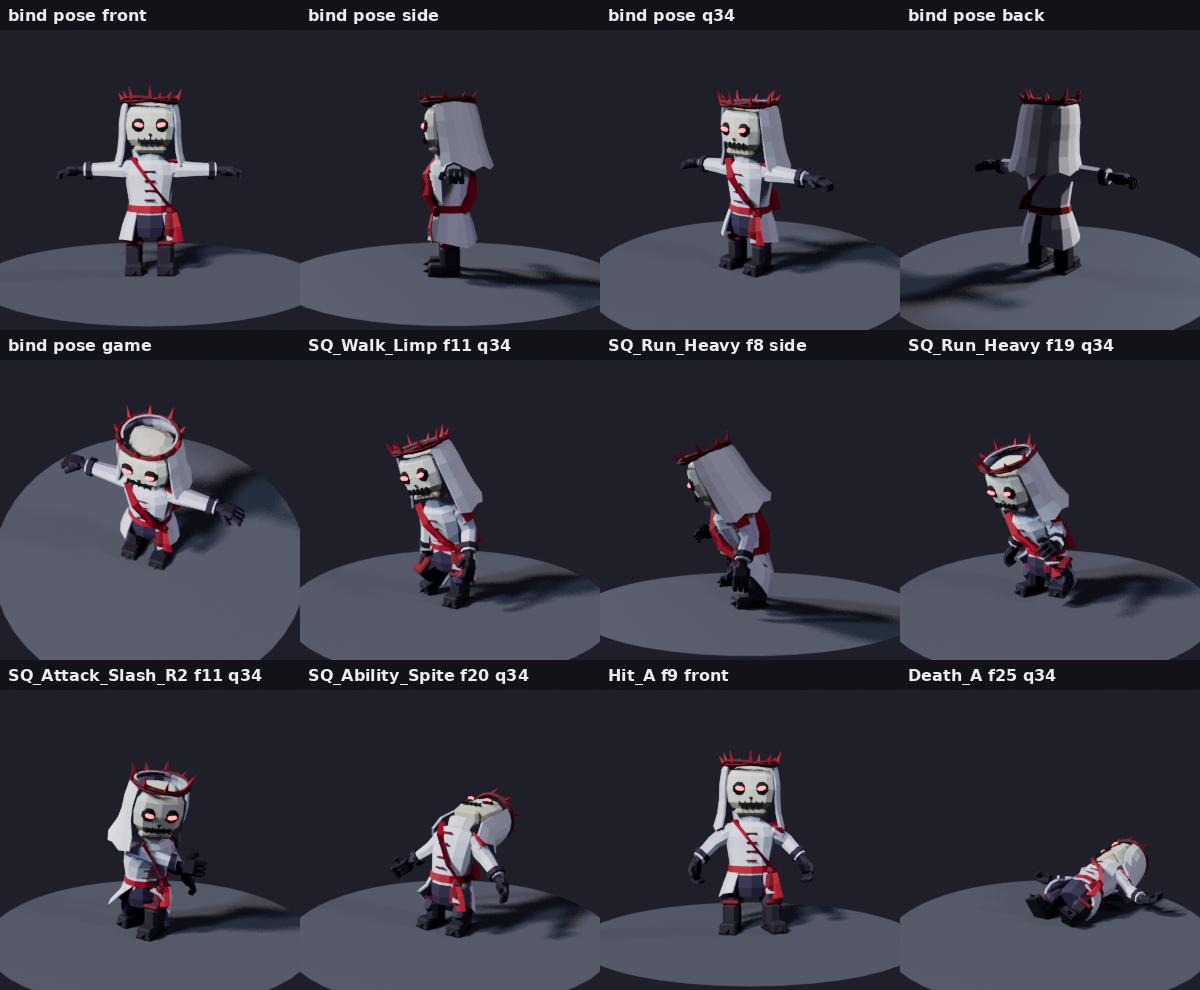 bind pose front
bind pose side
bind pose q34
bind pose back
bind pose game
SQ_Walk_Limp f11 q34
SQ_Run_Heavy f8 side
SQ_Run_Heavy f19 q34
SQ_Attack_Slash_R2 f11 q34
SQ_Ability_Spite f20 q34
Hit_A f9 front
Death_A f25 q34